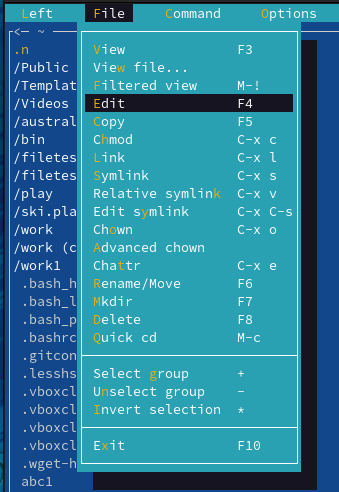 Left File Command Options
<─ ~
.n
/Public
/Templat
/Videos
/austral
/bin
/filetes
/filetes
/play
/ski.pla
/work
/work (c
/work1
.bash_h
.bash_l
.bash_p
.bashrc
.gitcon
.lesshs
.vboxcl
.vboxcl
.vboxcl
.vboxcl
.wget-h
abc1
View F3
View file...
Filtered view M-!
Edit F4
Copy F5
Chmod C-x c
Link C-x l
Symlink C-x s
Relative symlink C-x v
Edit symlink C-x C-s
Chown C-x o
Advanced chown
Chattr C-x e
Rename/Move F6
Mkdir F7
Delete F8
Quick cd M-c
Select group +
Unselect group -
Invert selection *
Exit F10